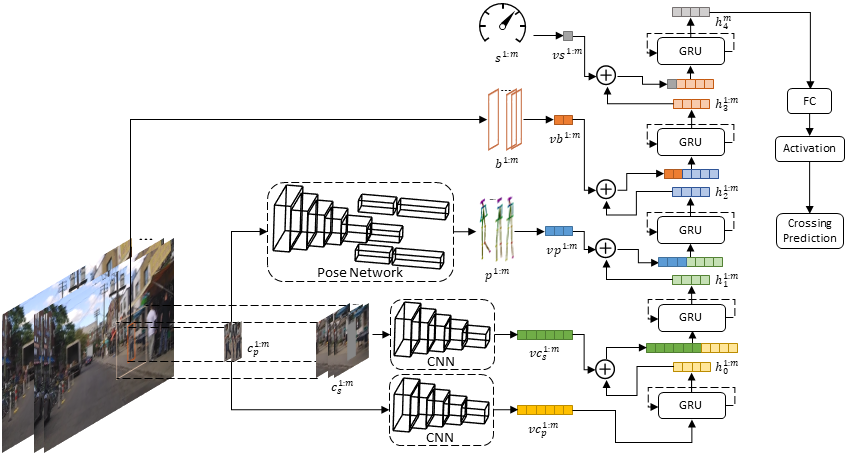 s^{1:m}
vs^{1:m}
h_4^m
GRU
FC
h_3^{1:m}
b^{1:m}
vb^{1:m}
GRU
Activation
h_2^{1:m}
Pose Network
p^{1:m}
vp^{1:m}
GRU
Crossing
Prediction
h_1^{1:m}
c_p^{1:m}
c_s^{1:m}
CNN
vc_s^{1:m}
GRU
h_0^{1:m}
CNN
vc_p^{1:m}
GRU